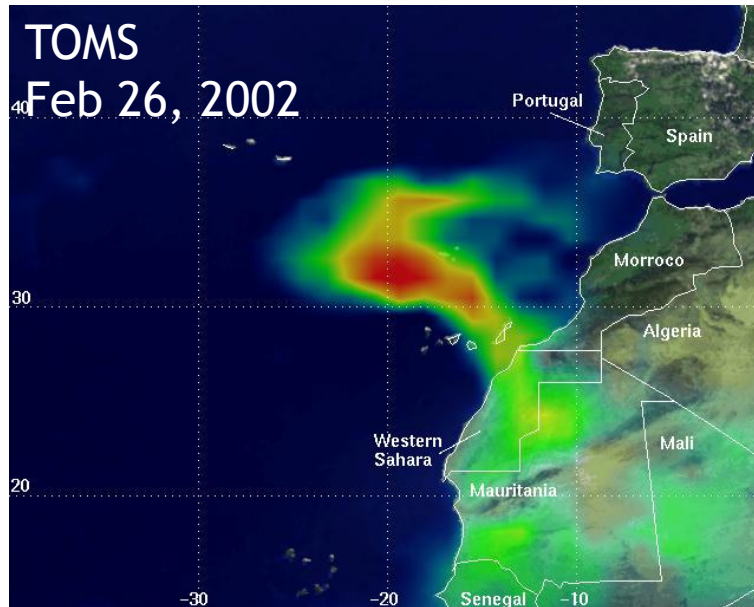 TOMS
Feb 26, 2002
40
Portugal
Spain
Morroco
30
Algeria
Western
Sahara
Mali
20
Mauritania
-30
-20
Senegal
-10